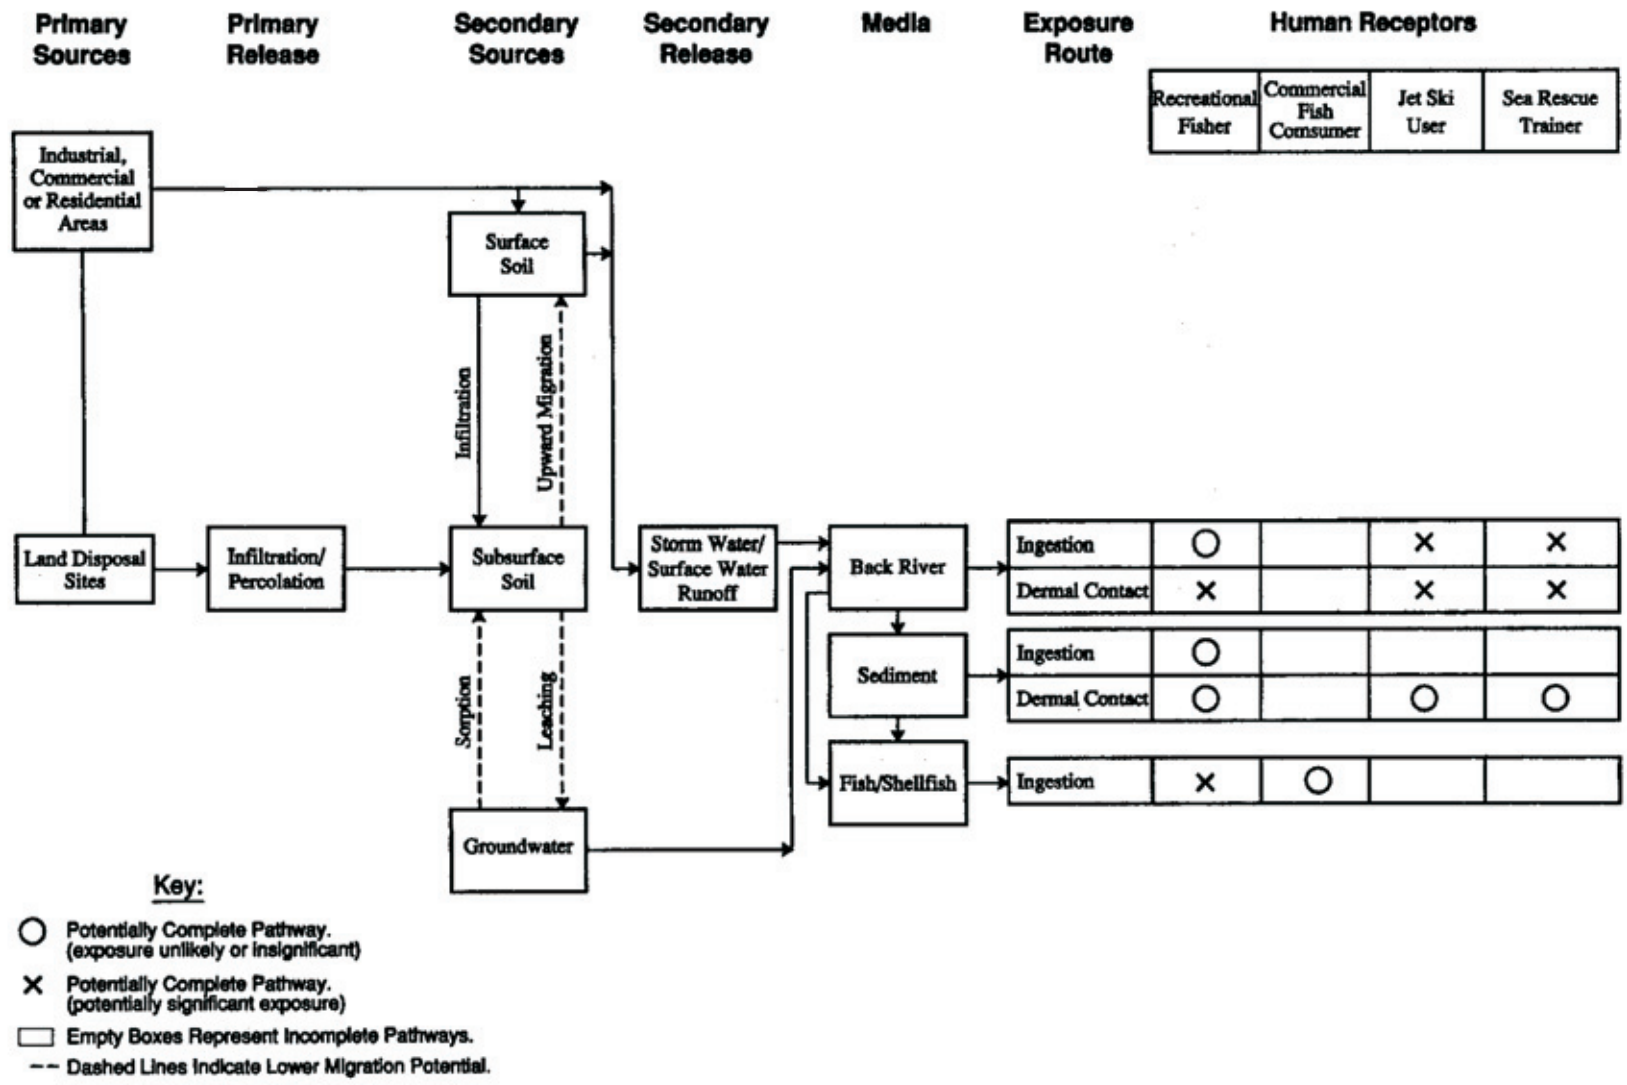 Primary
Sources
Primary
Release
Secondary
Sources
Secondary
Release
Media
Exposure
Route
Human Receptors
Recreational
Fisher
Commercial
Fish
Comsumer
Jet Ski
User
Sea Rescue
Trainer
Industrial,
Commercial
or Residential
Areas
Surface
Soil
Infiltration
Upward Migration
Land Disposal
Sites
Infiltration/
Percolation
Subsurface
Soil
Storm Water/
Surface Water
Runoff
Back River
Ingestion
Dermal Contact
Sediment
Ingestion
Dermal Contact
Sorption
Leaching
Fish/Shellfish
Ingestion
Groundwater
Key:
Potentially Complete Pathway.
(exposure unlikely or insignificant)
Potentially Complete Pathway.
(potentially significant exposure)
Empty Boxes Represent Incomplete Pathways.
Dashed Lines Indicate Lower Migration Potential.